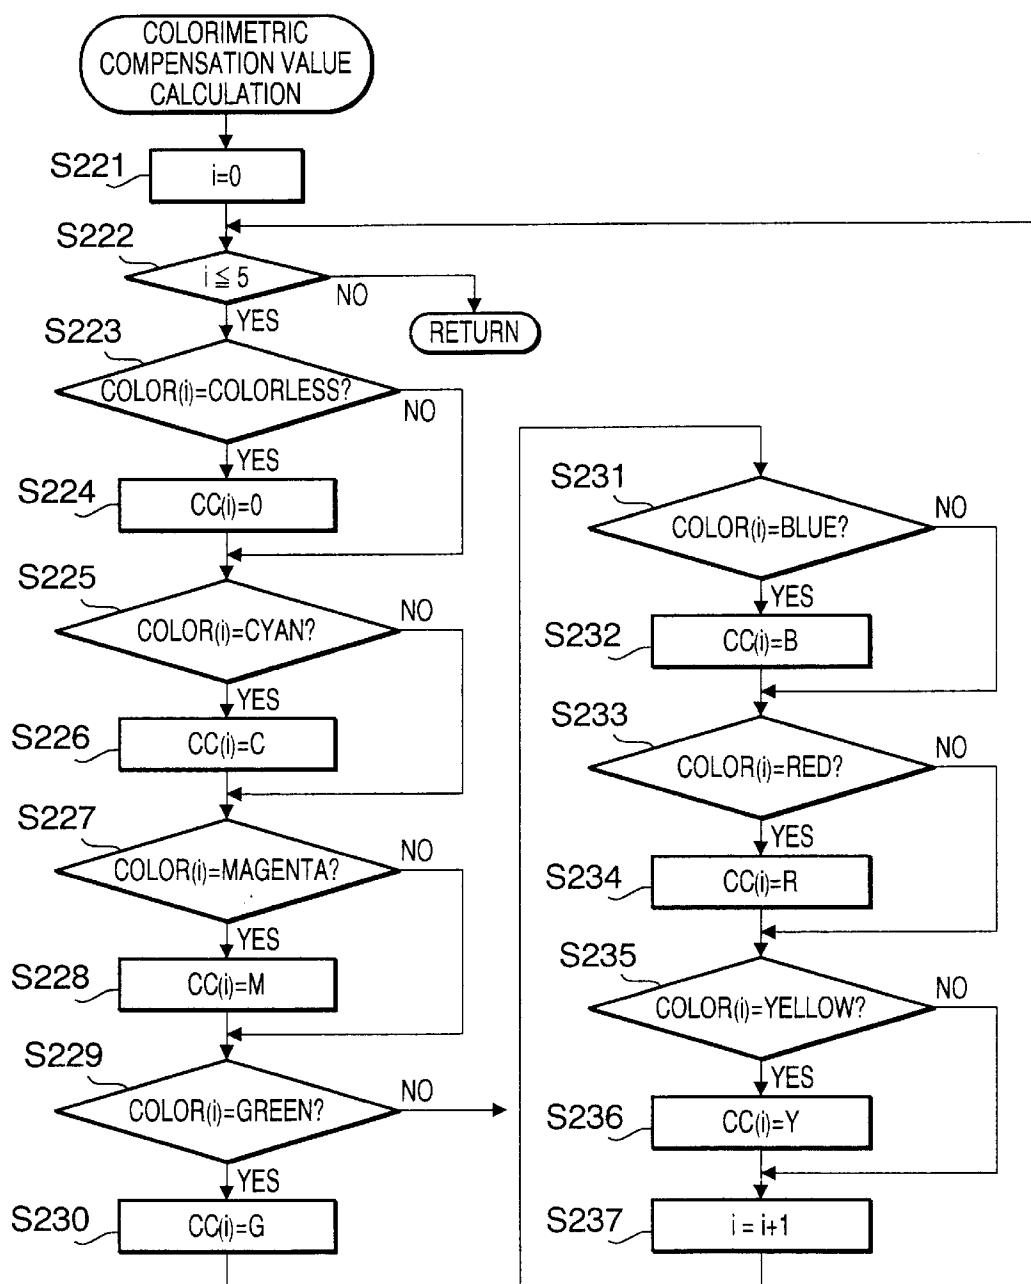 COLORIMETRIC
COMPENSATION VALUE
CALCULATION
S221
i=0
S222
i ≦ 5
NO
YES
RETURN
S223
COLOR(i)=COLORLESS?
NO
YES
S224
CC(i)=0
S225
COLOR(i)=CYAN?
NO
YES
S226
CC(i)=C
S227
COLOR(i)=MAGENTA?
NO
YES
S228
CC(i)=M
S229
COLOR(i)=GREEN?
NO
YES
S230
CC(i)=G
S231
COLOR(i)=BLUE?
NO
YES
S232
CC(i)=B
S233
COLOR(i)=RED?
NO
YES
S234
CC(i)=R
S235
COLOR(i)=YELLOW?
NO
YES
S236
CC(i)=Y
S237
i = i+1